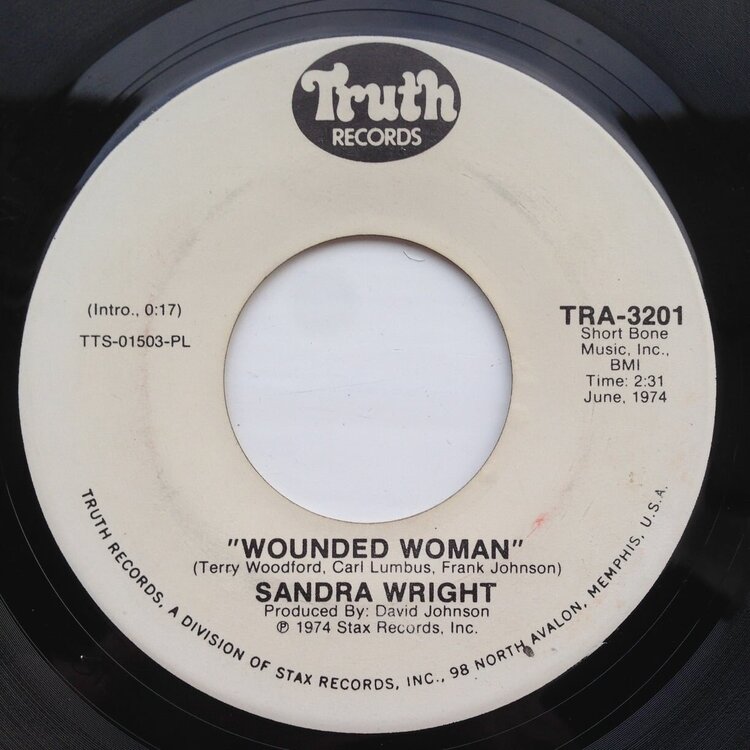 Truth
RECORDS
(Intro., 0:17)
TTS-01503-PL
TRA-3201
Short Bone
Music, Inc.,
BMI
Time: 2:31
June, 1974
"WOUNDED WOMAN"
(Terry Woodford, Carl Lumbus, Frank Johnson)
SANDRA WRIGHT
Produced By: David Johnson
℗ 1974 Stax Records, Inc.
TRUTH RECORDS, A DIVISION OF STAX RECORDS, INC., 98 NORTH AVALON, MEMPHIS, U.S.A.